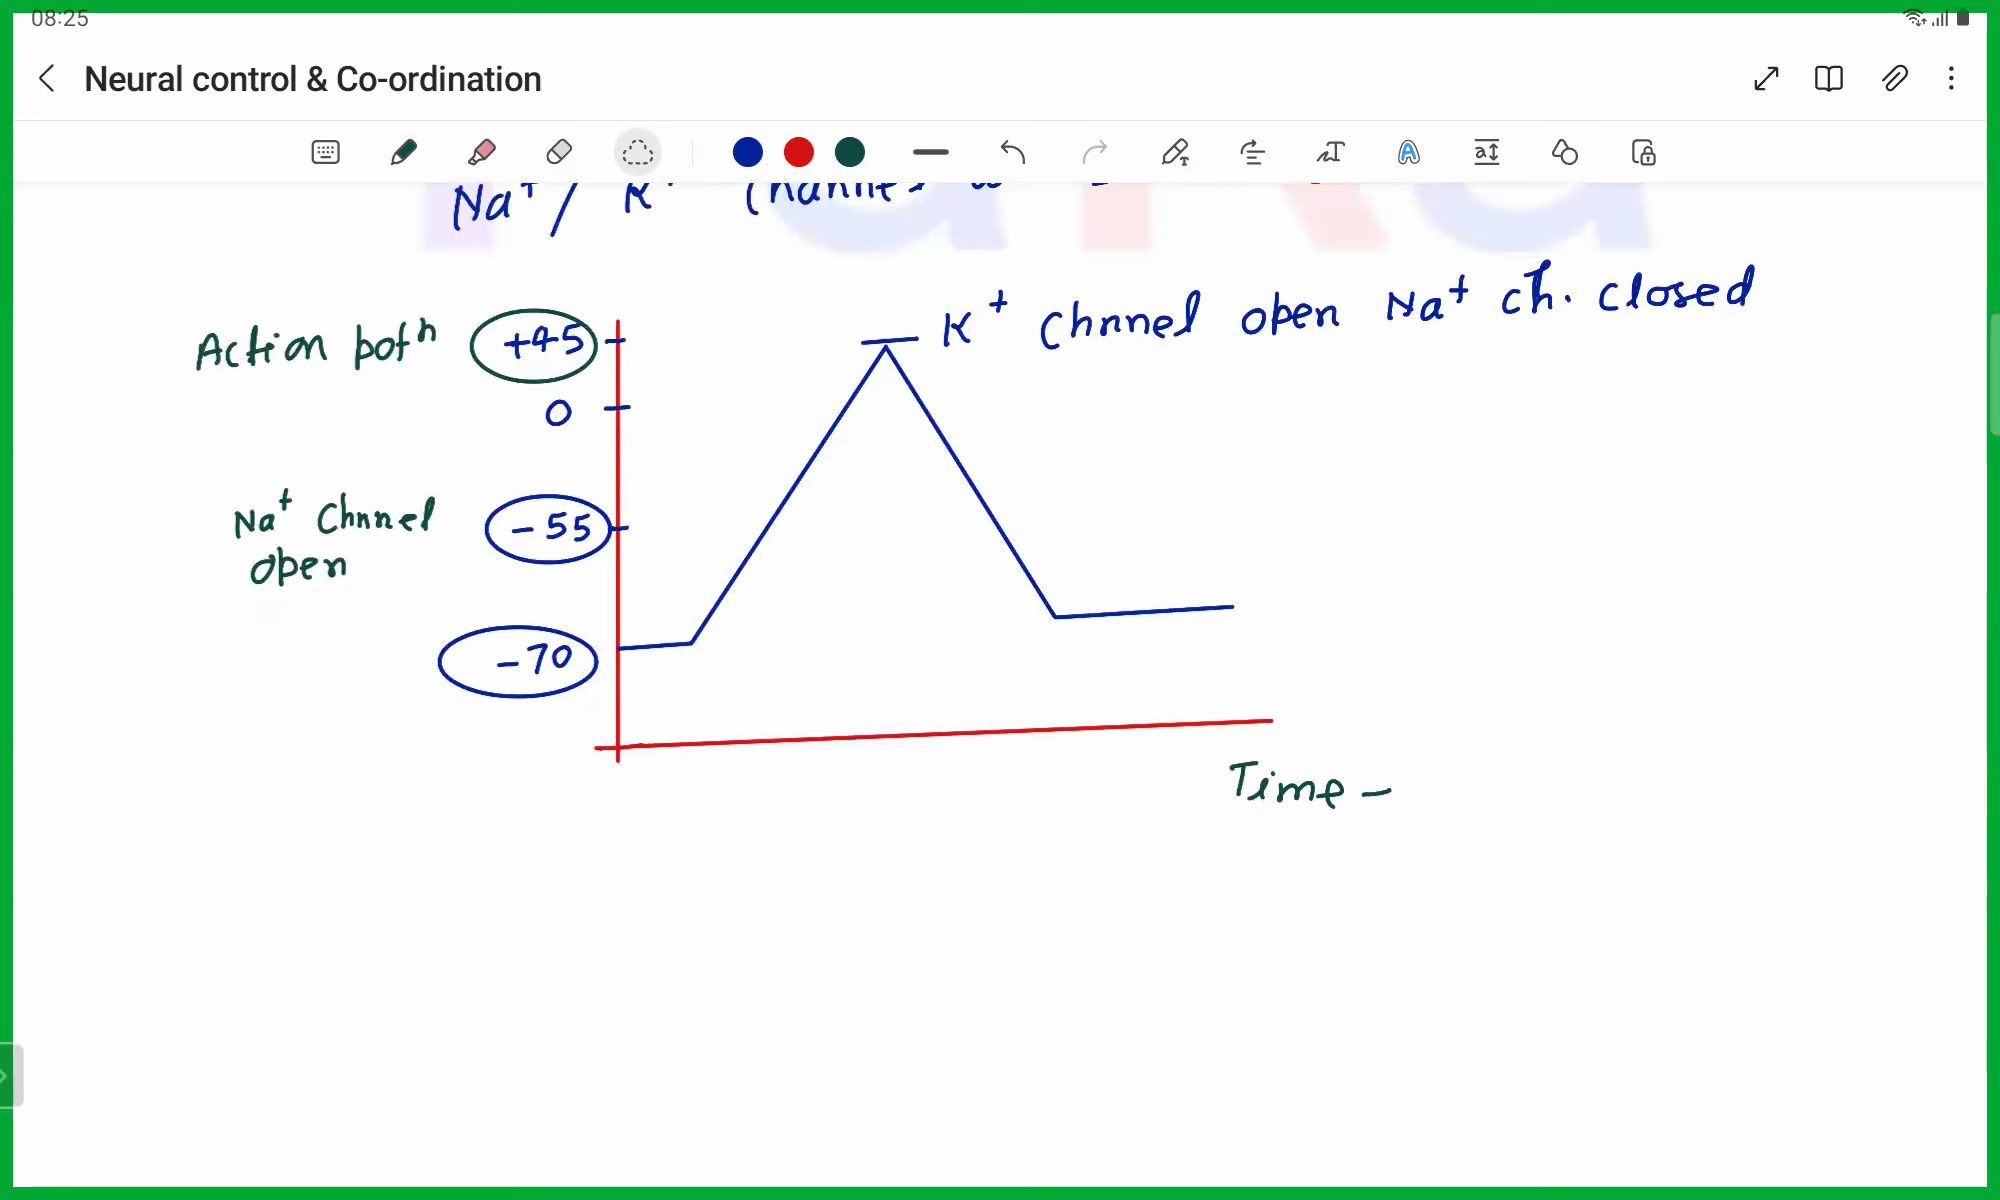 08:25
Neural control & Co-ordination
Na⁺/ K⁺ Channel
K⁺ Chnnel open Na⁺ ch. closed
Action potⁿ +45
0
Na⁺ Chnnel -55
open
-70
Time -